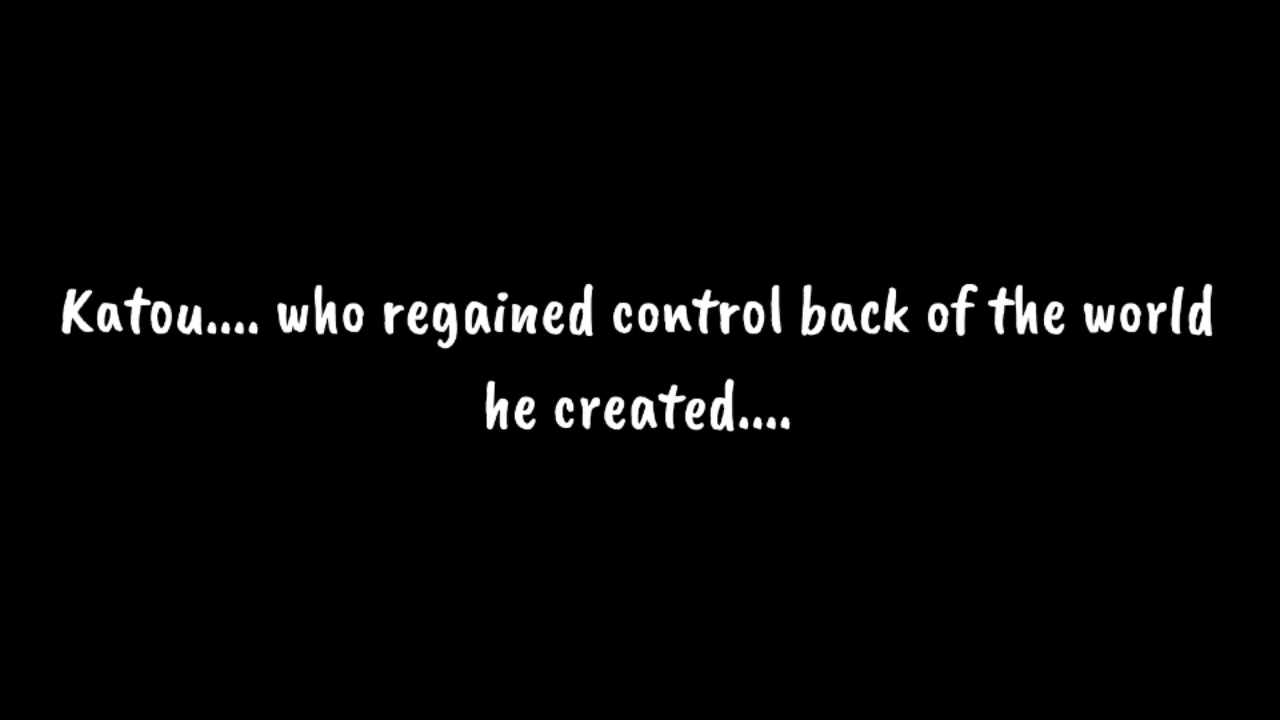 Katou.... who regained control back of the world
he created....